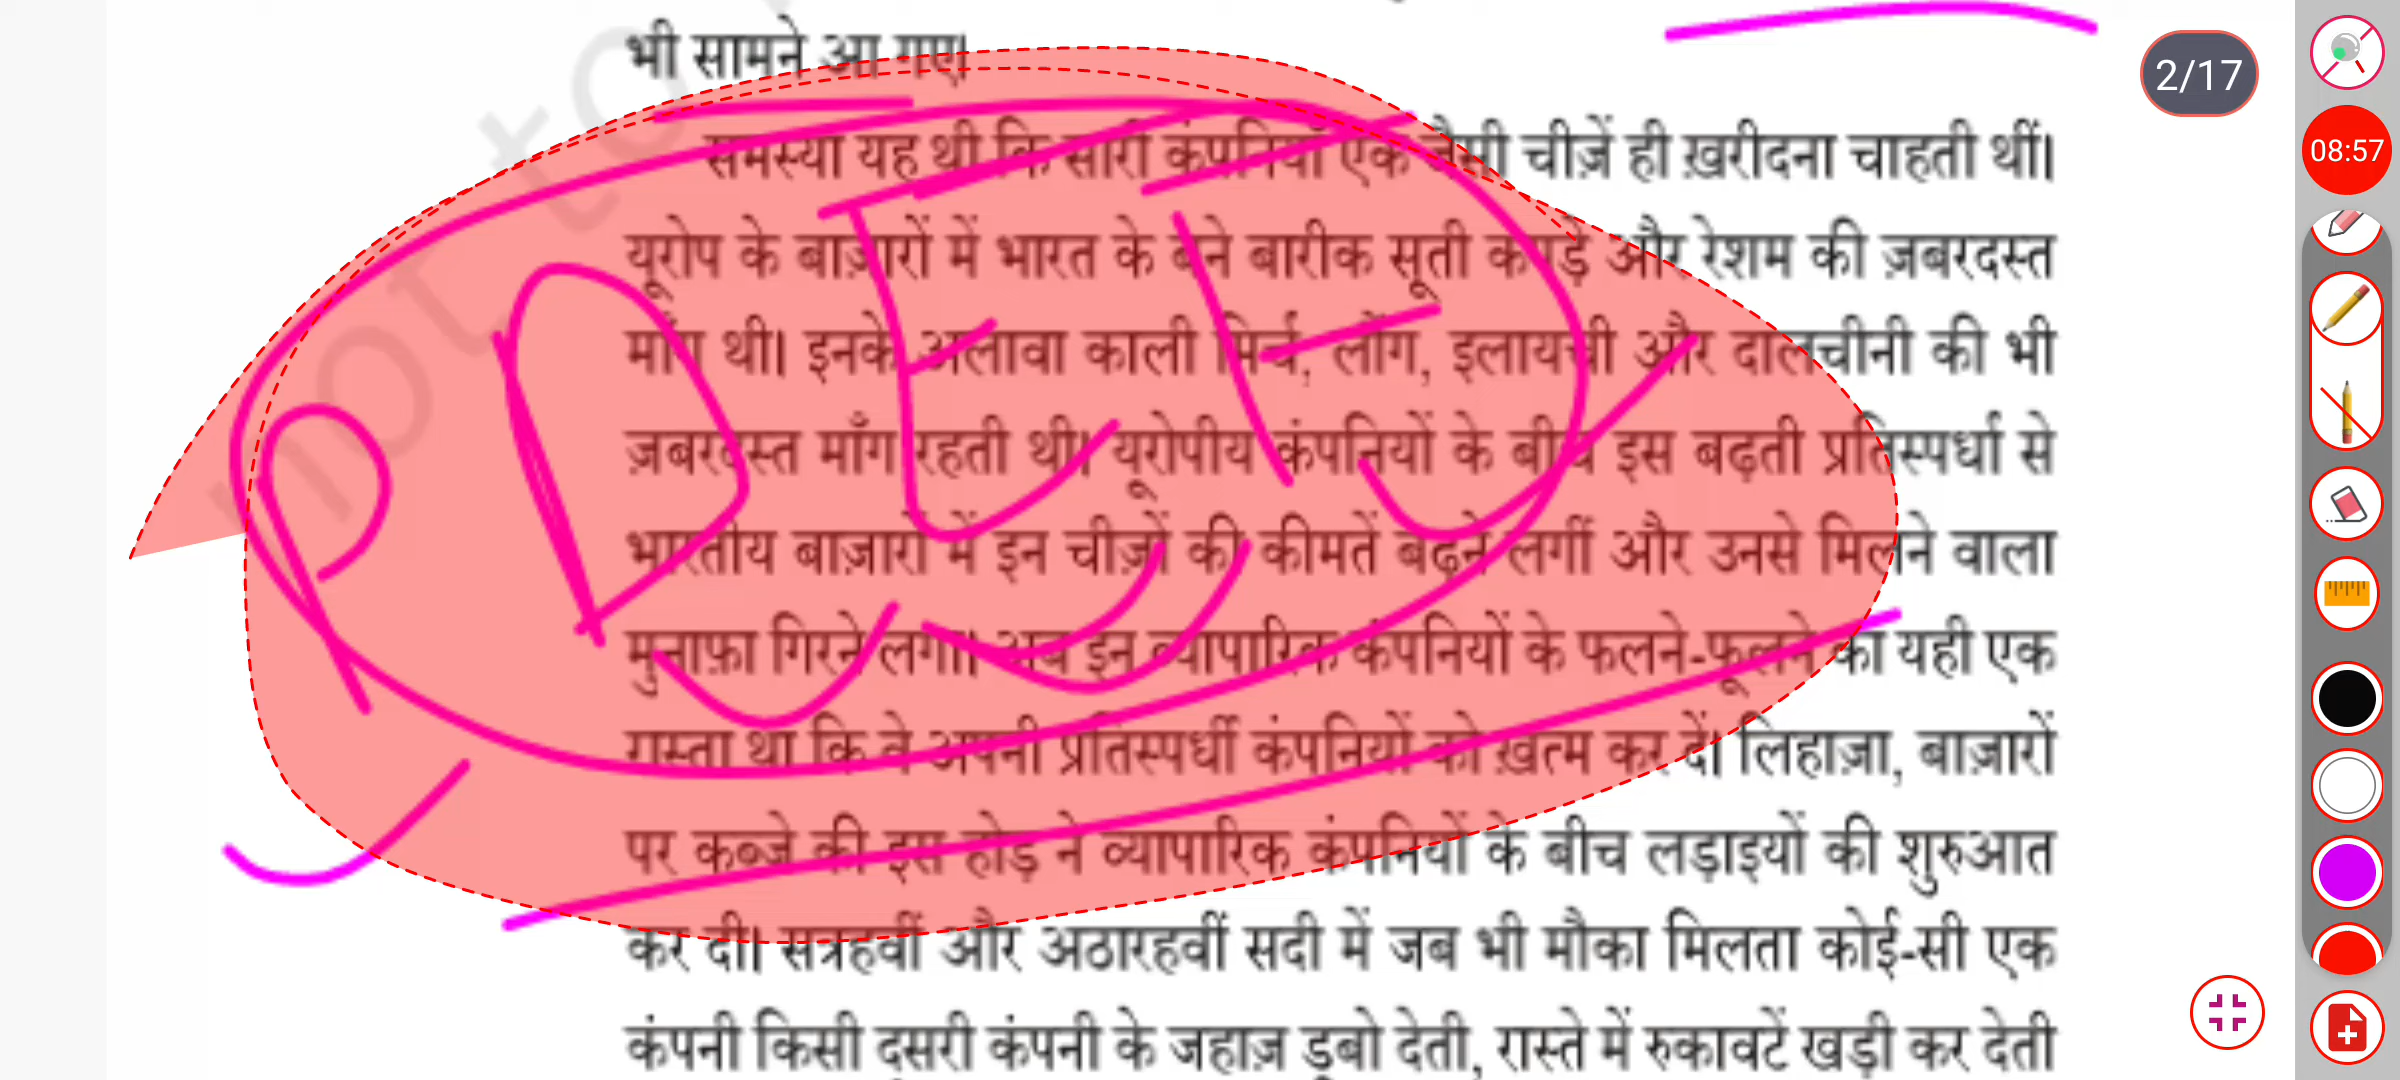 भी सामने आ गए।
समस्या यह थी कि सारी कंपनियाँ एक जैसी चीज़ें ही ख़रीदना चाहती थीं।
यूरोप के बाज़ारों में भारत के बने बारीक सूती कपड़े और रेशम की ज़बरदस्त
माँग थी। इनके अलावा काली मिर्च, लौंग, इलायची और दालचीनी की भी
ज़बरदस्त माँग रहती थी। यूरोपीय कंपनियों के बीच इस बढ़ती प्रतिस्पर्धा से
भारतीय बाज़ारों में इन चीज़ों की कीमतें बढ़ने लगीं और उनसे मिलने वाला
मुनाफ़ा गिरने लगा। अब इन व्यापारिक कंपनियों के फलने-फूलने का यही एक
रास्ता था कि वे अपनी प्रतिस्पर्धी कंपनियों को ख़त्म कर दें। लिहाज़ा, बाज़ारों
पर कब्ज़े की इस होड़ ने व्यापारिक कंपनियों के बीच लड़ाइयों की शुरुआत
कर दी। सत्रहवीं और अठारहवीं सदी में जब भी मौका मिलता कोई-सी एक
कंपनी किसी दूसरी कंपनी के जहाज़ डूबो देती, रास्ते में रुकावटें खड़ी कर देती
not to
2/17
08:57